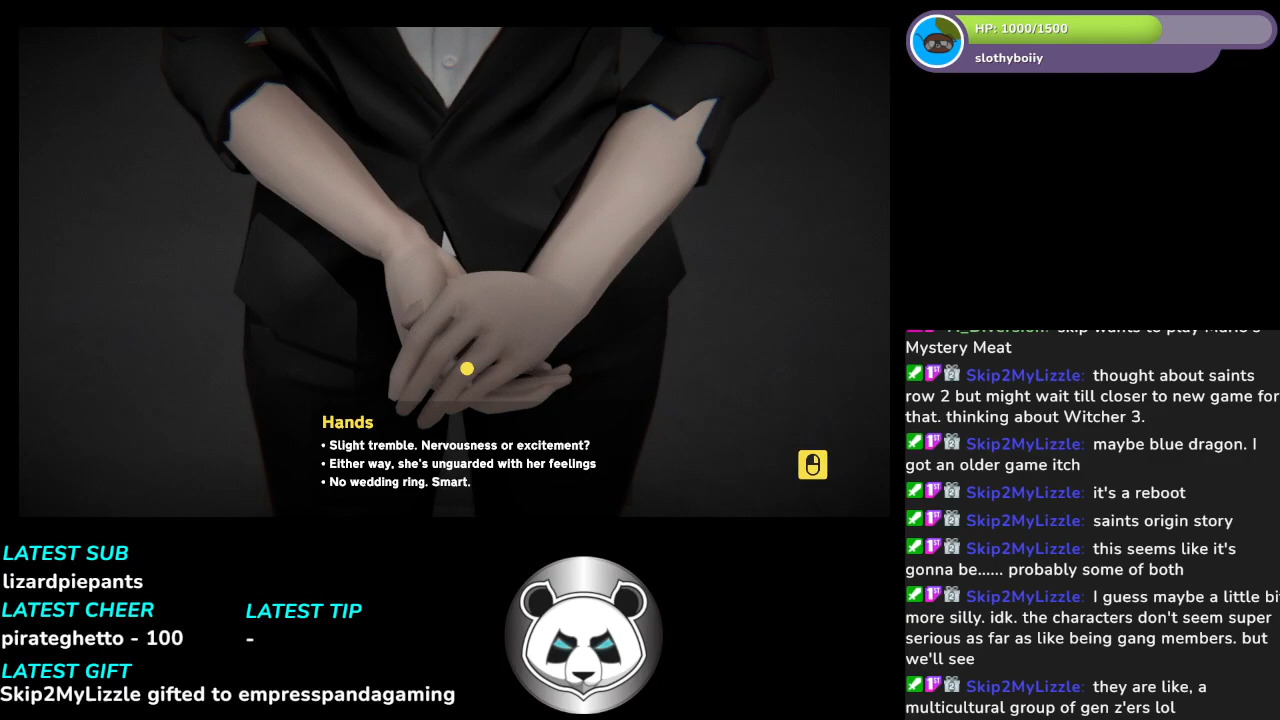 HP: 1000/1500
slothyboiiy
Hands
• Slight tremble. Nervousness or excitement?
• Either way, she's unguarded with her feelings
• No wedding ring. Smart.
Mystery Meat
Skip2MyLizzle: thought about saints
row 2 but might wait till closer to new game for
that. thinking about Witcher 3.
Skip2MyLizzle: maybe blue dragon. I
got an older game itch
Skip2MyLizzle: it's a reboot
Skip2MyLizzle: saints origin story
Skip2MyLizzle: this seems like it's
gonna be...... probably some of both
Skip2MyLizzle: I guess maybe a little bit
more silly. idk. the characters don't seem super
serious as far as like being gang members. but
we'll see
Skip2MyLizzle: they are like, a
multicultural group of gen z'ers lol
LATEST SUB
lizardpiepants
LATEST CHEER
pirateghetto - 100
LATEST TIP
-
LATEST GIFT
Skip2MyLizzle gifted to empresspandagaming